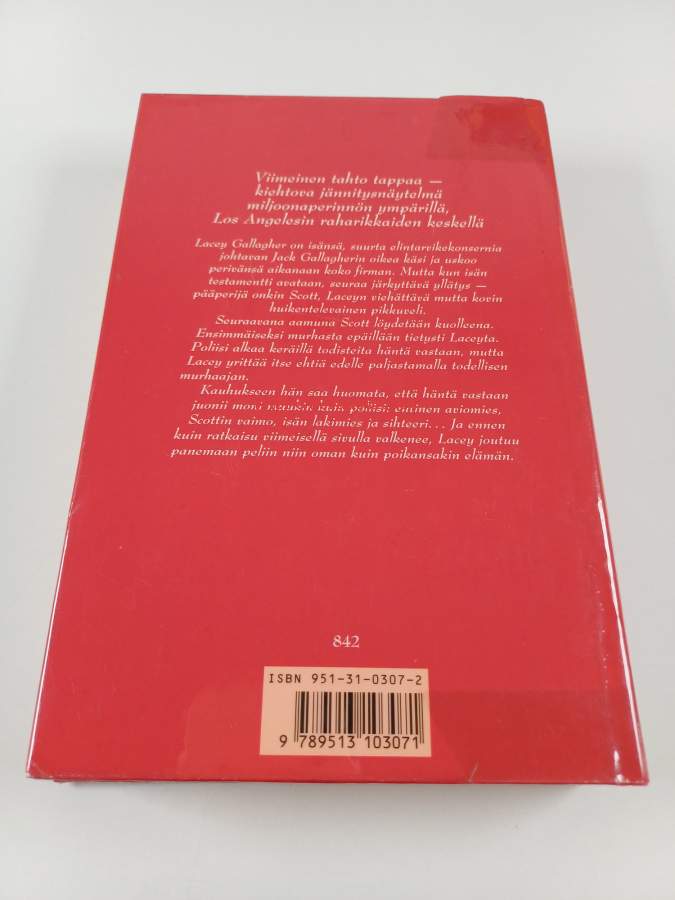 Viimeinen tahto tappaa —
kiehtova jännitysnäytelmä
miljoonaperinnön ympärillä,
Los Angelesin raharikkaiden keskellä
Lacey Gallagher on isänsä, suurta elintarvikekonsernia
johtavan Jack Gallagherin oikea käsi ja uskoo
perivänsä aikanaan koko firman. Mutta kun isän
testamentti avataan, seuraa järkyttävä yllätys —
pääperijä onkin Scott, Laceyn viehättävä mutta kovin
huikentelevainen pikkuveli.
Seuraavana aamuna Scott löydetään kuolleena.
Ensimmäiseksi murhasta epäillään tietysti Laceyta.
Poliisi alkaa keräillä todisteita häntä vastaan, mutta
Lacey yrittää itse ehtiä edelle paljastamalla todellisen
murhaajan.
Kauhukseen hän saa huomata, että häntä vastaan
juonii moni muukin kuin poliisi: entinen aviomies,
Scottin vaimo, isän lakimies ja sihteeri... Ja ennen
kuin ratkaisu viimeisellä sivulla valkenee, Lacey joutuu
panemaan peliin niin oman kuin poikansakin elämän.
842
ISBN 951-31-0307-2
9 789513 103071